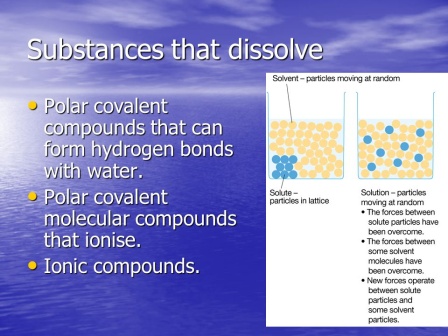 Substances that dissolve
• Polar covalent
compounds that can
form hydrogen bonds
with water.
• Polar covalent
molecular compounds
that ionise.
• Ionic compounds.
Solvent – particles moving at random
Solute –
particles in lattice
Solution – particles
moving at random
• The forces between
solute particles have
been overcome.
• The forces between
some solvent
molecules have
been overcome.
• New forces operate
between solute
particles and
some solvent
particles.